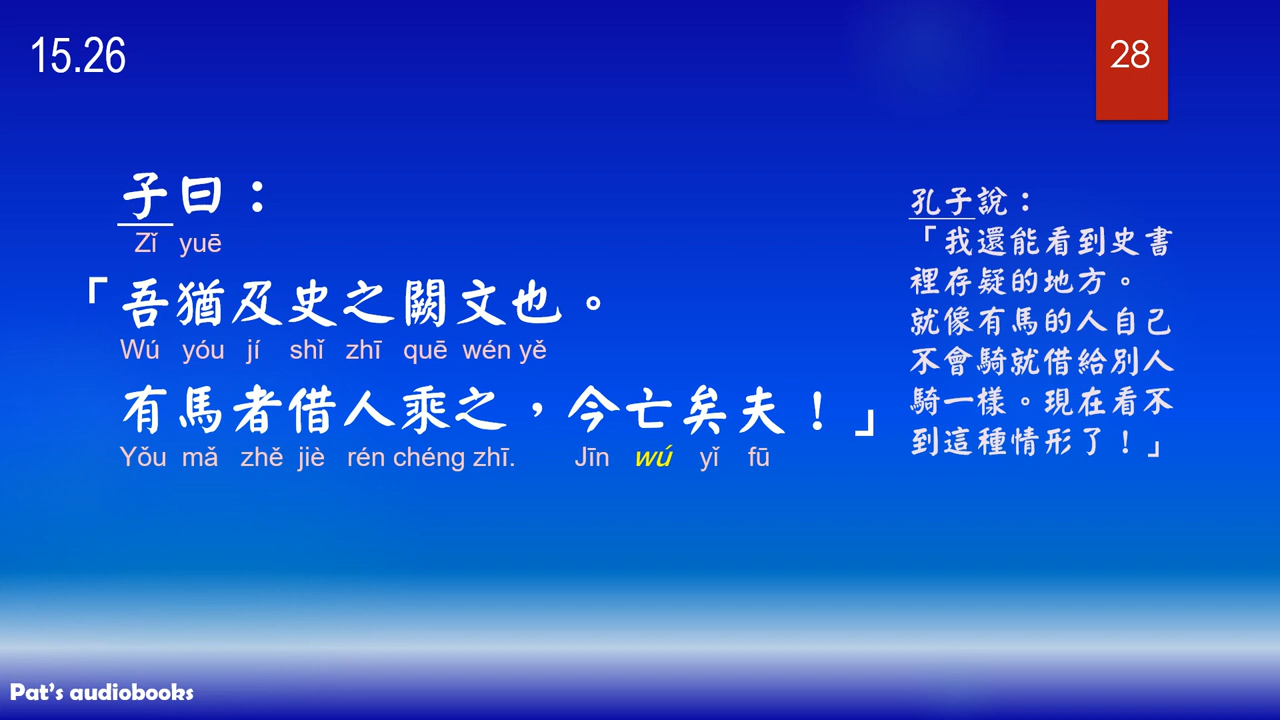 15.26
28
子曰：
Zǐ yuē
「吾猶及史之闕文也。
Wú yóu jí shǐ zhī quē wén yě
有馬者借人乘之，今亡矣夫！」
Yǒu mǎ zhě jiè rén chéng zhī. Jīn wú yǐ fū
孔子說：
「我還能看到史書
裡存疑的地方。
就像有馬的人自己
不會騎就借給別人
騎一樣。現在看不
到這種情形了！」
Pat's audiobooks